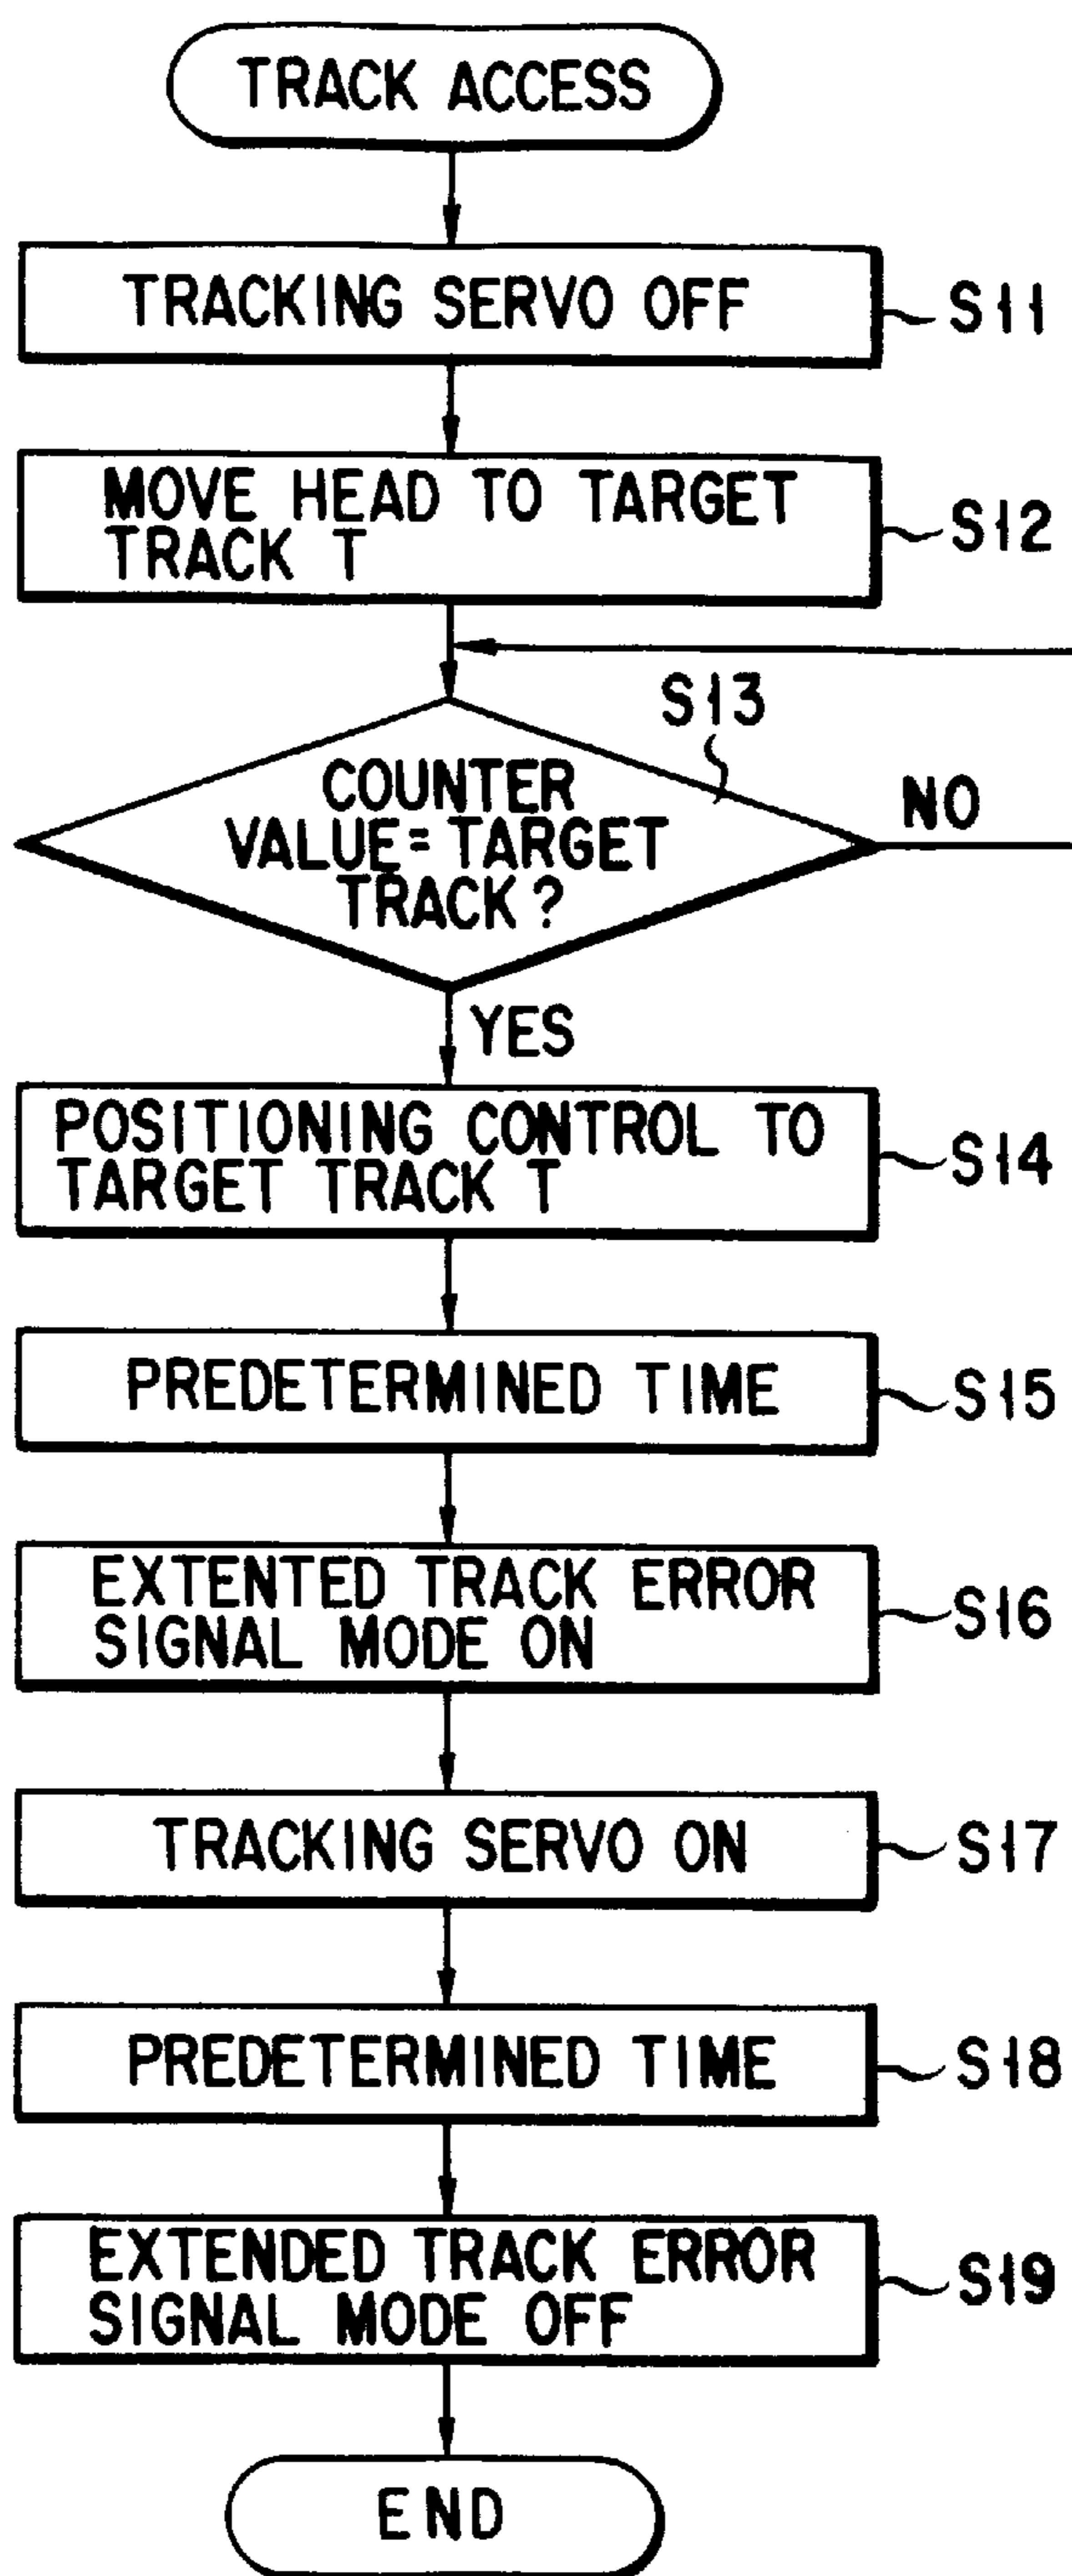 TRACK ACCESS
TRACKING SERVO OFF
S11
MOVE HEAD TO TARGET
TRACK T
S12
S13
COUNTER
VALUE = TARGET
TRACK ?
NO
YES
POSITIONING CONTROL TO
TARGET TRACK T
S14
PREDETERMINED TIME
S15
EXTENTED TRACK ERROR
SIGNAL MODE ON
S16
TRACKING SERVO ON
S17
PREDETERMINED TIME
S18
EXTENDED TRACK ERROR
SIGNAL MODE OFF
S19
END